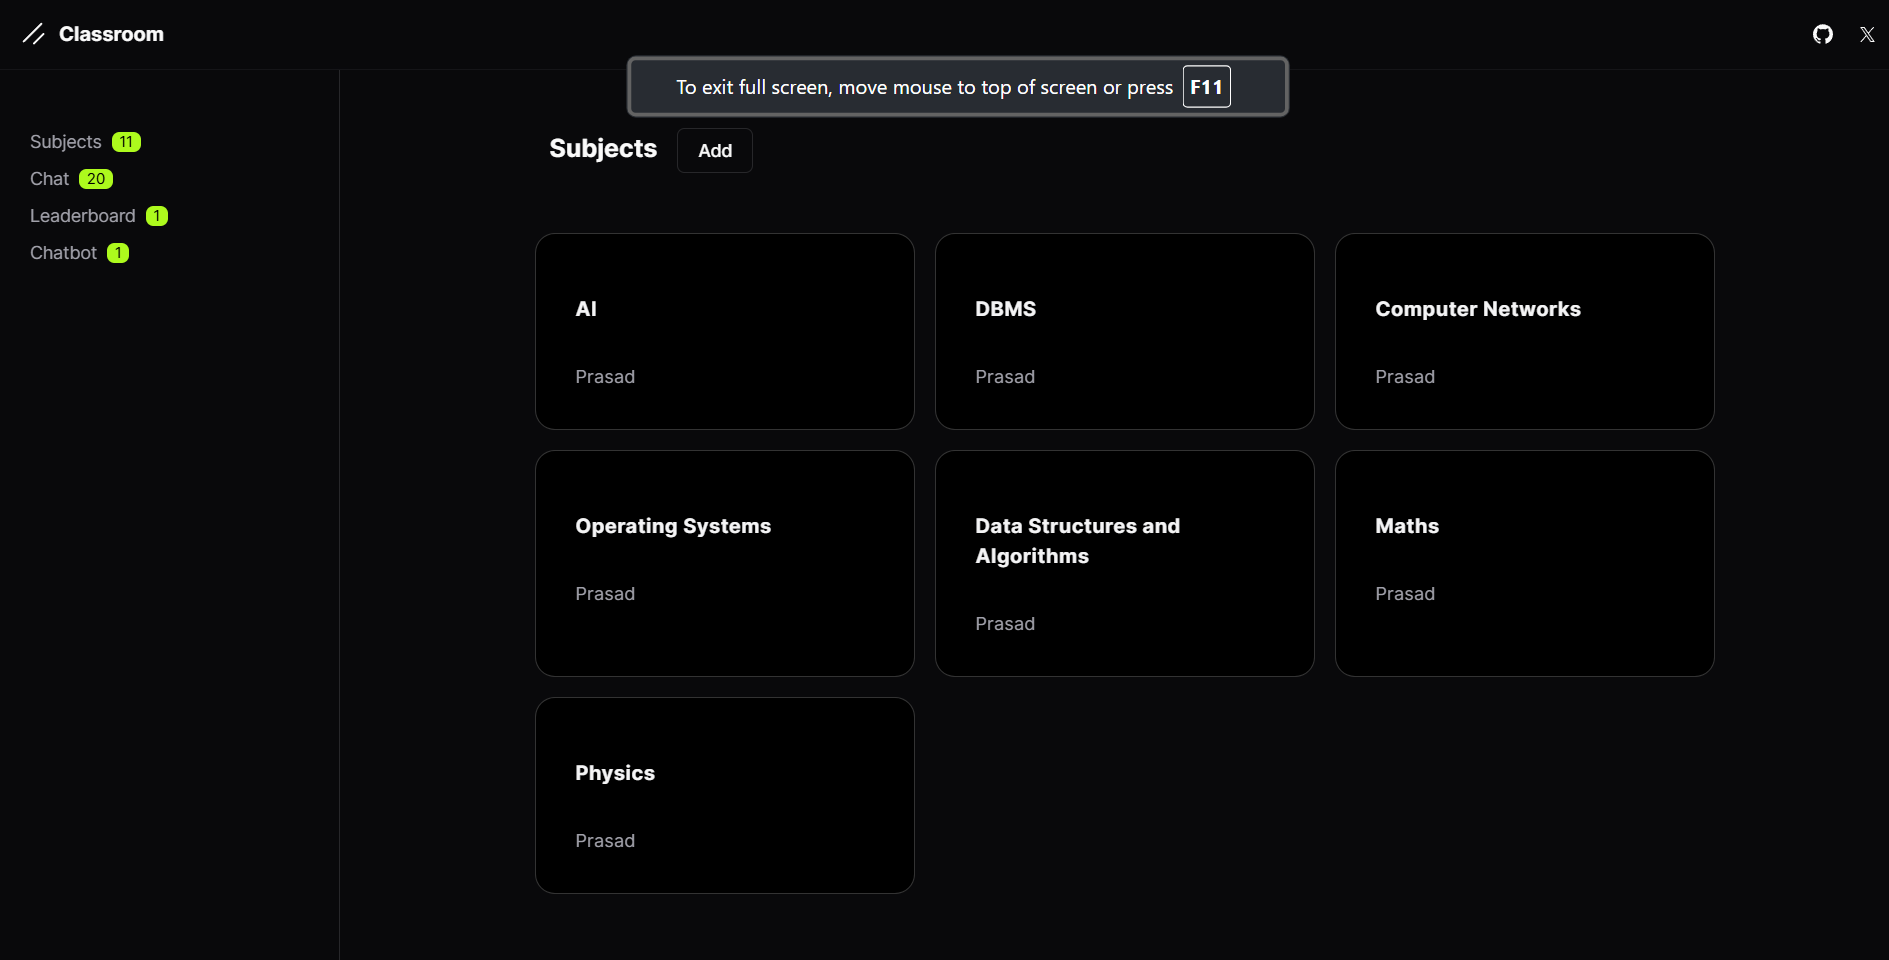 Classroom
To exit full screen, move mouse to top of screen or press F11
Subjects 11
Chat 20
Leaderboard 1
Chatbot 1
Subjects Add
AI
Prasad
DBMS
Prasad
Computer Networks
Prasad
Operating Systems
Prasad
Data Structures and
Algorithms
Prasad
Maths
Prasad
Physics
Prasad